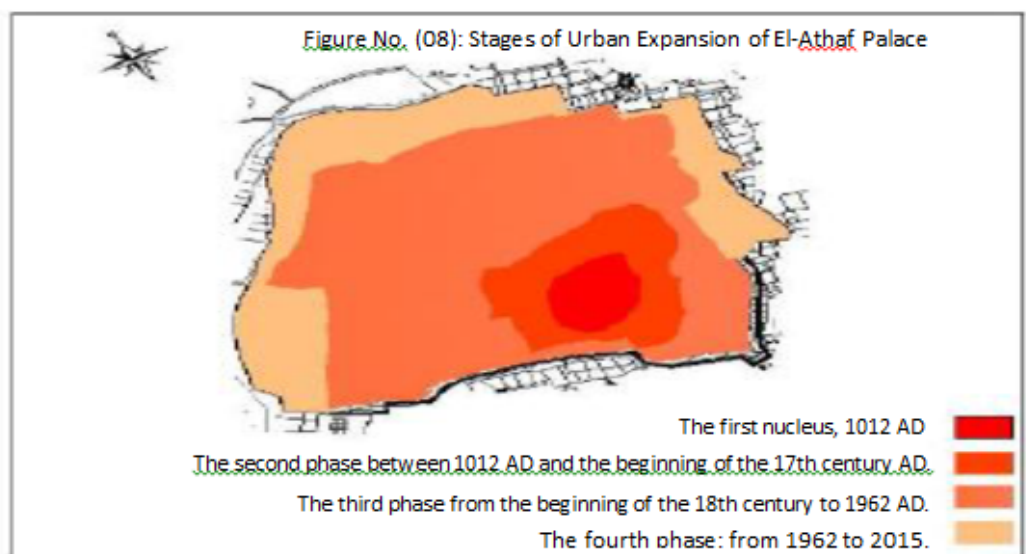 Figure No. (08): Stages of Urban Expansion of El-Athaf Palace
The first nucleus, 1012 AD
The second phase between 1012 AD and the beginning of the 17th century AD.
The third phase from the beginning of the 18th century to 1962 AD.
The fourth phase: from 1962 to 2015.